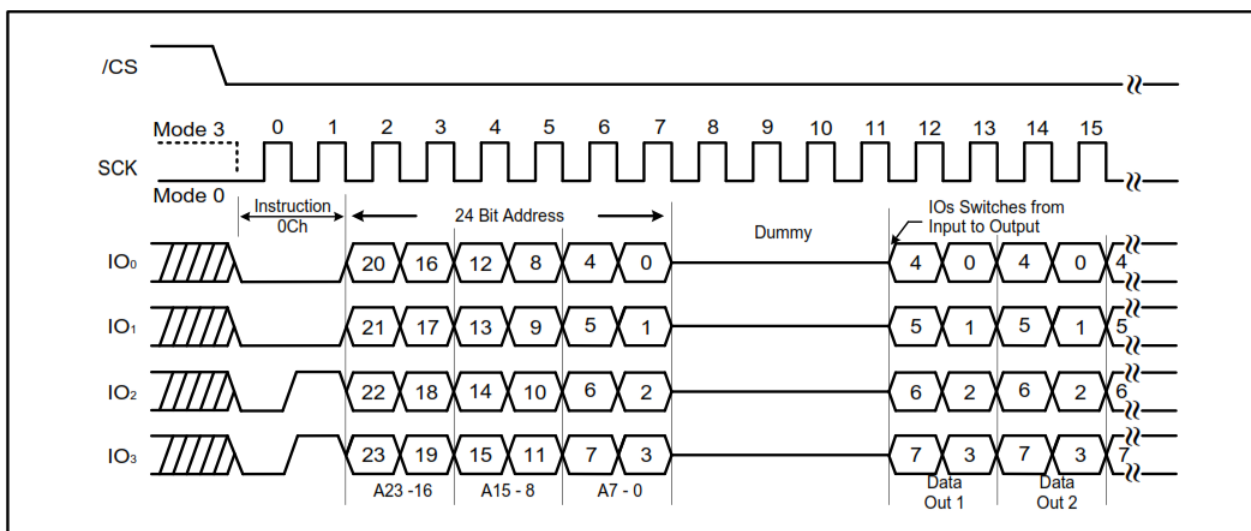 /CS
Mode 3 0 1 2 3 4 5 6 7 8 9 10 11 12 13 14 15
SCK
Mode 0
Instruction
0Ch
24 Bit Address
Dummy
IOs Switches from
Input to Output
IO0 20 16 12 8 4 0 4 0 4 0 4
IO1 21 17 13 9 5 1 5 1 5 1 5
IO2 22 18 14 10 6 2 6 2 6 2 6
IO3 23 19 15 11 7 3 7 3 7 3 7
A23 -16 A15 - 8 A7 - 0
Data
Out 1
Data
Out 2